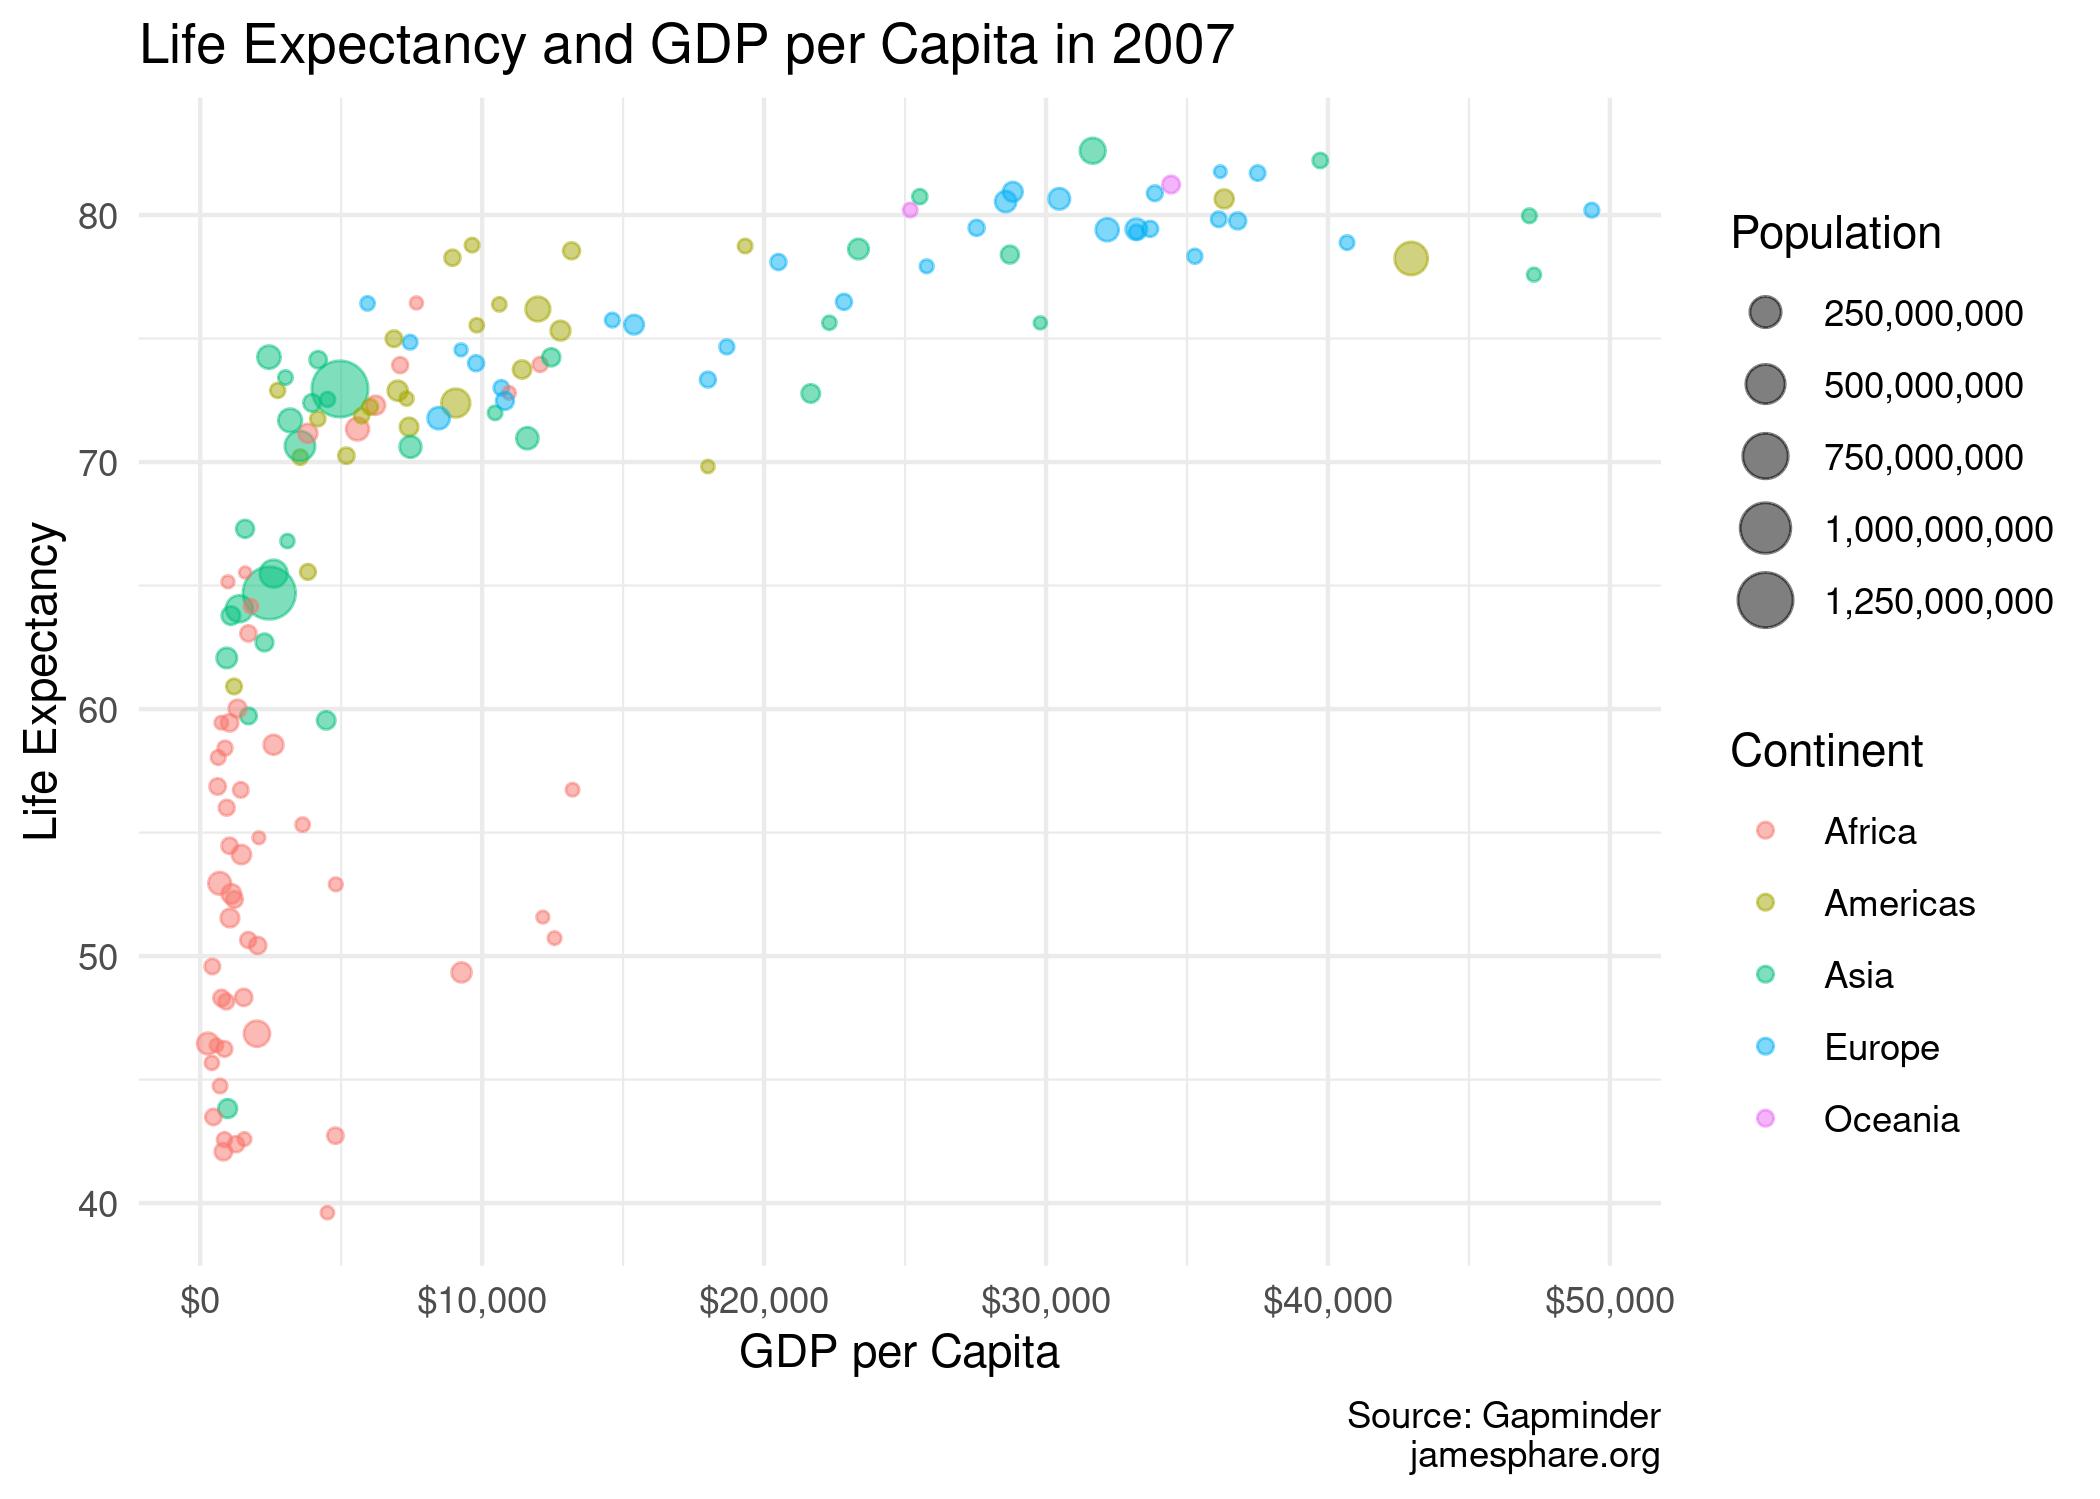 Life Expectancy and GDP per Capita in 2007
Life Expectancy
80
70
60
50
40
$0
$10,000
$20,000
$30,000
$40,000
$50,000
GDP per Capita
Population
250,000,000
500,000,000
750,000,000
1,000,000,000
1,250,000,000
Continent
Africa
Americas
Asia
Europe
Oceania
Source: Gapminder
jamesphare.org